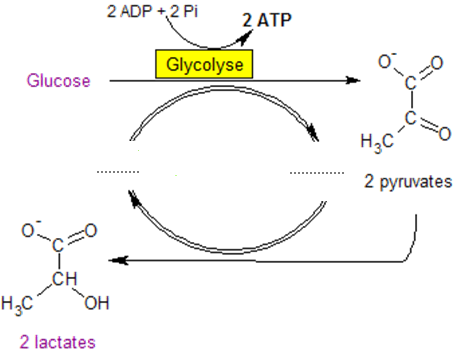 2 ADP + 2 Pi
2 ATP
Glycolyse
Glucose
O-
O
C
C
O
H3C
2 pyruvates
O-
O
C
CH
H3C
OH
2 lactates